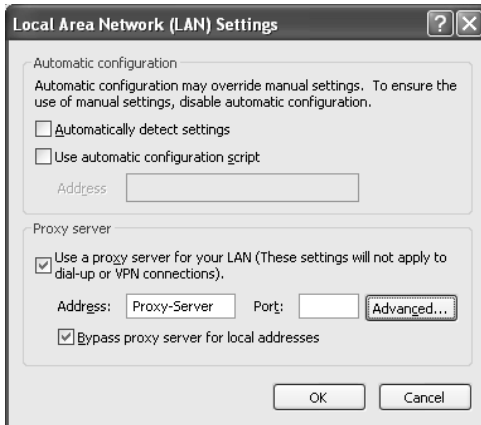 Local Area Network (LAN) Settings
Automatic configuration
Automatic configuration may override manual settings. To ensure the
use of manual settings, disable automatic configuration.
Automatically detect settings
Use automatic configuration script
Address
Proxy server
Use a proxy server for your LAN (These settings will not apply to
dial-up or VPN connections).
Address: Proxy-Server Port: Advanced...
Bypass proxy server for local addresses
OK Cancel